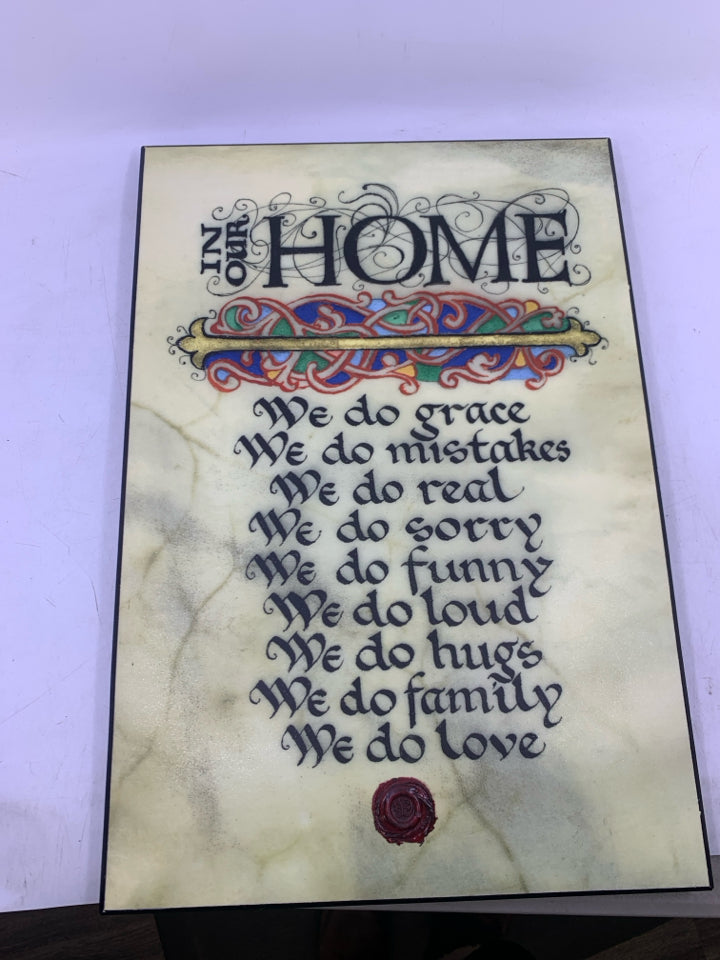 IN OUR HOME
We do grace
We do mistakes
We do real
We do sorry
We do funny
We do loud
We do hugs
We do family
We do love